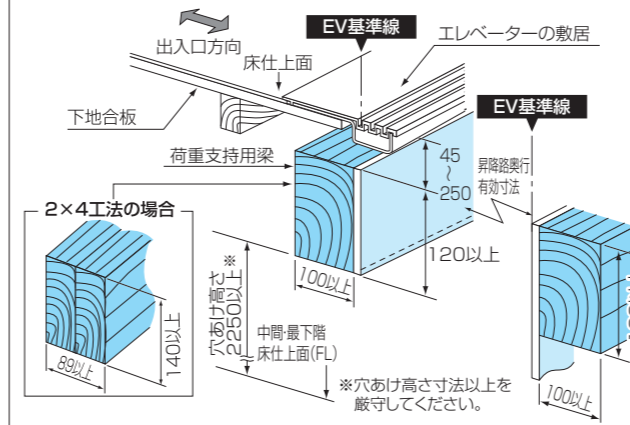 EV基準線
出入口方向
床仕上面
エレベーターの敷居
下地合板
EV基準線
荷重支持用梁
45
~
250
昇降路奥行
有効寸法
2×4工法の場合
120以上
100以上
穴あけ高さ
2250以上※
140以上
89以上
中間・最下階
床仕上面(FL)
※穴あけ高さ寸法以上を
厳守してください。
100以上